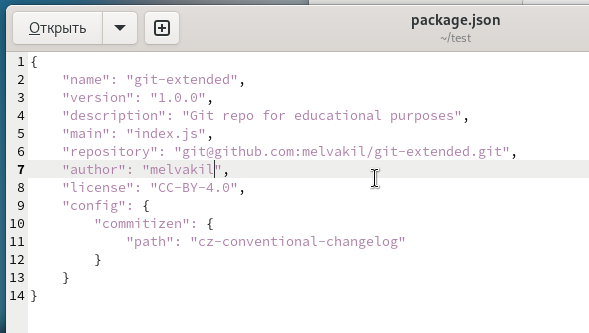 Открыть
package.json
~/test
1 {
2     "name": "git-extended",
3     "version": "1.0.0",
4     "description": "Git repo for educational purposes",
5     "main": "index.js",
6     "repository": "git@github.com:melvakil/git-extended.git",
7     "author": "melvakil",
8     "license": "CC-BY-4.0",
9     "config": {
10         "commitizen": {
11             "path": "cz-conventional-changelog"
12         }
13     }
14 }